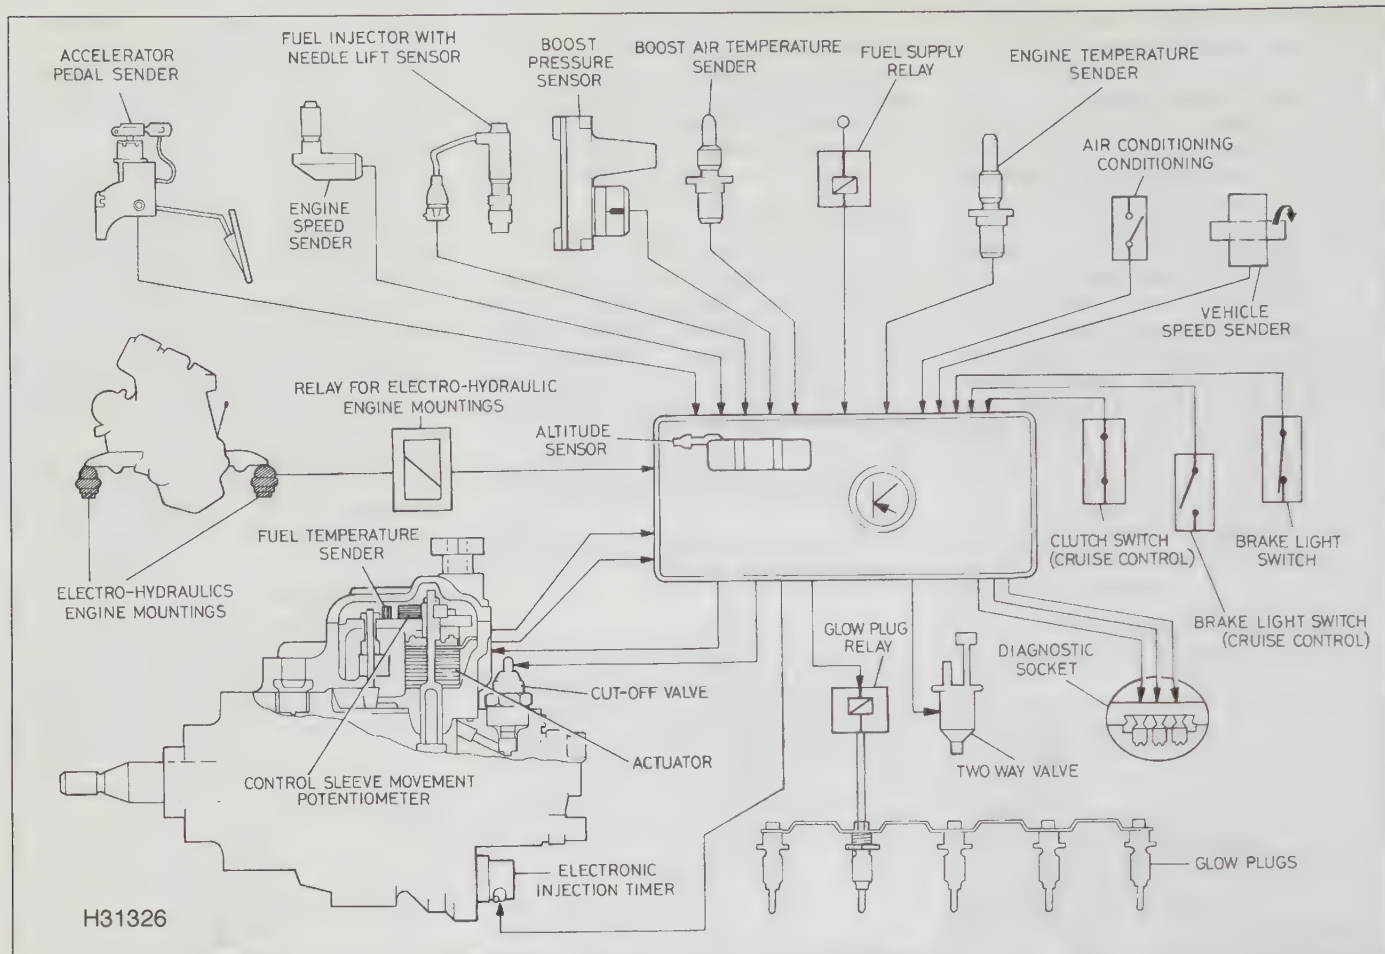 ACCELERATOR
PEDAL SENDER
FUEL INJECTOR WITH
NEEDLE LIFT SENSOR
BOOST
PRESSURE
SENSOR
BOOST AIR TEMPERATURE
SENDER
FUEL SUPPLY
RELAY
ENGINE TEMPERATURE
SENDER
AIR CONDITIONING
CONDITIONING
ENGINE
SPEED
SENDER
VEHICLE
SPEED SENDER
RELAY FOR ELECTRO-HYDRAULIC
ENGINE MOUNTINGS
ALTITUDE
SENSOR
FUEL TEMPERATURE
SENDER
CLUTCH SWITCH
(CRUISE CONTROL)
BRAKE LIGHT
SWITCH
ELECTRO-HYDRAULICS
ENGINE MOUNTINGS
BRAKE LIGHT SWITCH
(CRUISE CONTROL)
GLOW PLUG
RELAY
DIAGNOSTIC
SOCKET
CUT-OFF VALVE
ACTUATOR
TWO WAY VALVE
CONTROL SLEEVE MOVEMENT
POTENTIOMETER
ELECTRONIC
INJECTION TIMER
GLOW PLUGS
H31326